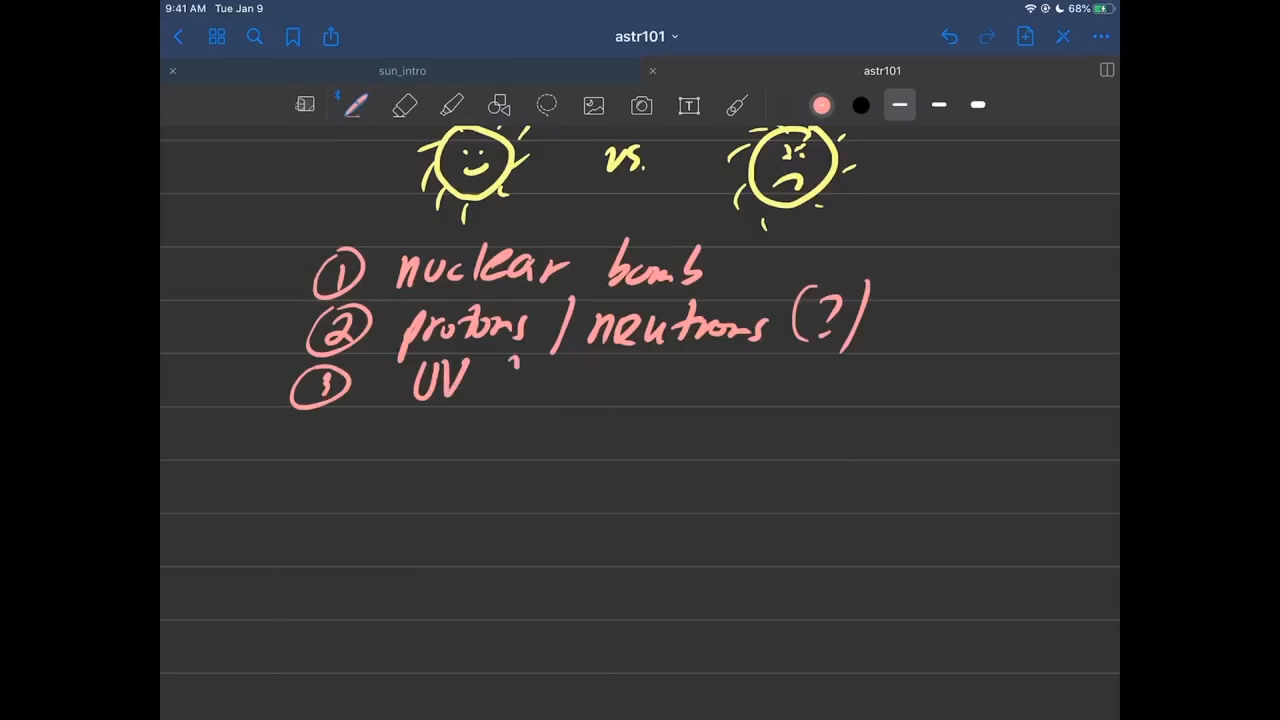 9:41 AM Tue Jan 9
68%
astr101
sun_intro
astr101
T
vs.
① nuclear bomb
② protons / neutrons (?)
③ UV